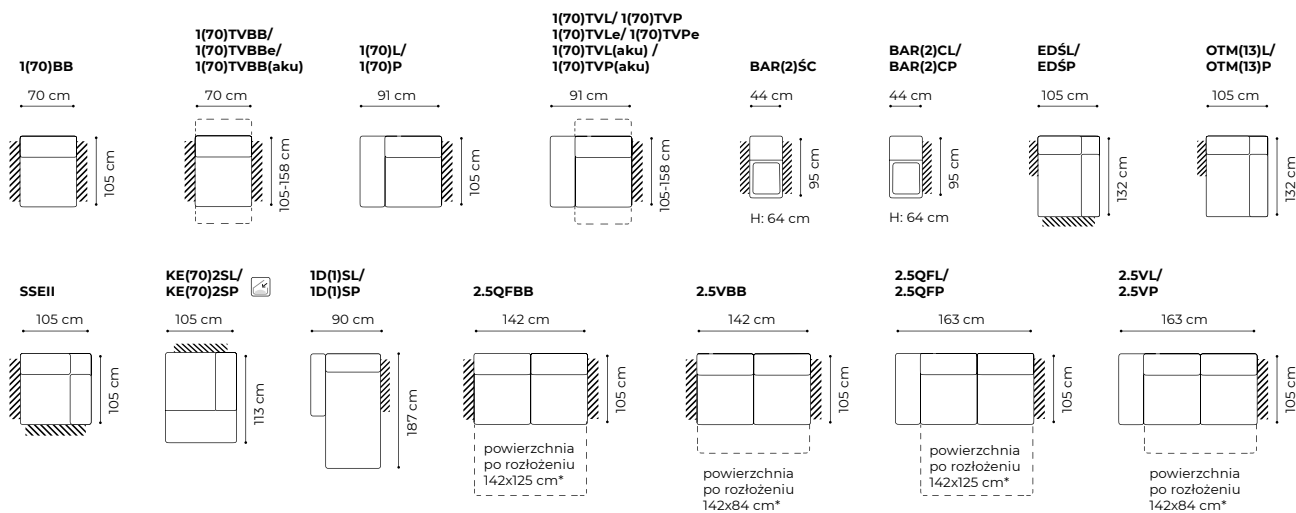 1(70)BB
70 cm
105 cm
1(70)TVBB/
1(70)TVBBe/
1(70)TVBB(aku)
70 cm
105-158 cm
1(70)L/
1(70)P
91 cm
105 cm
1(70)TVL/ 1(70)TVP
1(70)TVLe/ 1(70)TVPe
1(70)TVL(aku) /
1(70)TVP(aku)
91 cm
105-158 cm
BAR(2)ŚC
44 cm
95 cm
H: 64 cm
BAR(2)CL/
BAR(2)CP
44 cm
95 cm
H: 64 cm
EDŚL/
EDŚP
105 cm
132 cm
OTM(13)L/
OTM(13)P
105 cm
132 cm
SSEII
105 cm
105 cm
KE(70)2SL/
KE(70)2SP
105 cm
113 cm
1D(1)SL/
1D(1)SP
90 cm
187 cm
2.5QFBB
142 cm
105 cm
powierzchnia
po rozłożeniu
142x125 cm*
2.5VBB
142 cm
105 cm
powierzchnia
po rozłożeniu
142x84 cm*
2.5QFL/
2.5QFP
163 cm
105 cm
powierzchnia
po rozłożeniu
142x125 cm*
2.5VL/
2.5VP
163 cm
105 cm
powierzchnia
po rozłożeniu
142x84 cm*